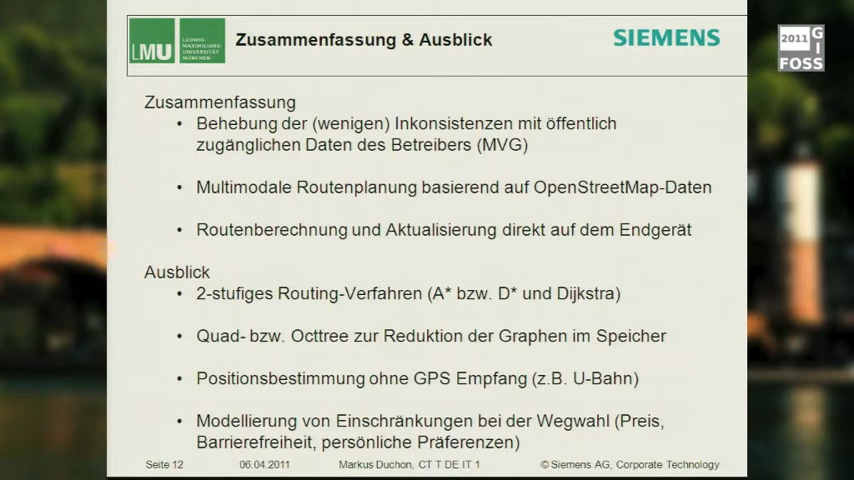 LMU
LUDWIG-
MAXIMILIANS-
UNIVERSITÄT
MÜNCHEN
Zusammenfassung & Ausblick
SIEMENS
2011
GI
FOSS
Zusammenfassung
• Behebung der (wenigen) Inkonsistenzen mit öffentlich
zugänglichen Daten des Betreibers (MVG)
• Multimodale Routenplanung basierend auf OpenStreetMap-Daten
• Routenberechnung und Aktualisierung direkt auf dem Endgerät
Ausblick
• 2-stufiges Routing-Verfahren (A* bzw. D* und Dijkstra)
• Quad- bzw. Octtree zur Reduktion der Graphen im Speicher
• Positionsbestimmung ohne GPS Empfang (z.B. U-Bahn)
• Modellierung von Einschränkungen bei der Wegwahl (Preis,
Barrierefreiheit, persönliche Präferenzen)
Seite 12 06.04.2011 Markus Duchon, CT T DE IT 1 © Siemens AG, Corporate Technology